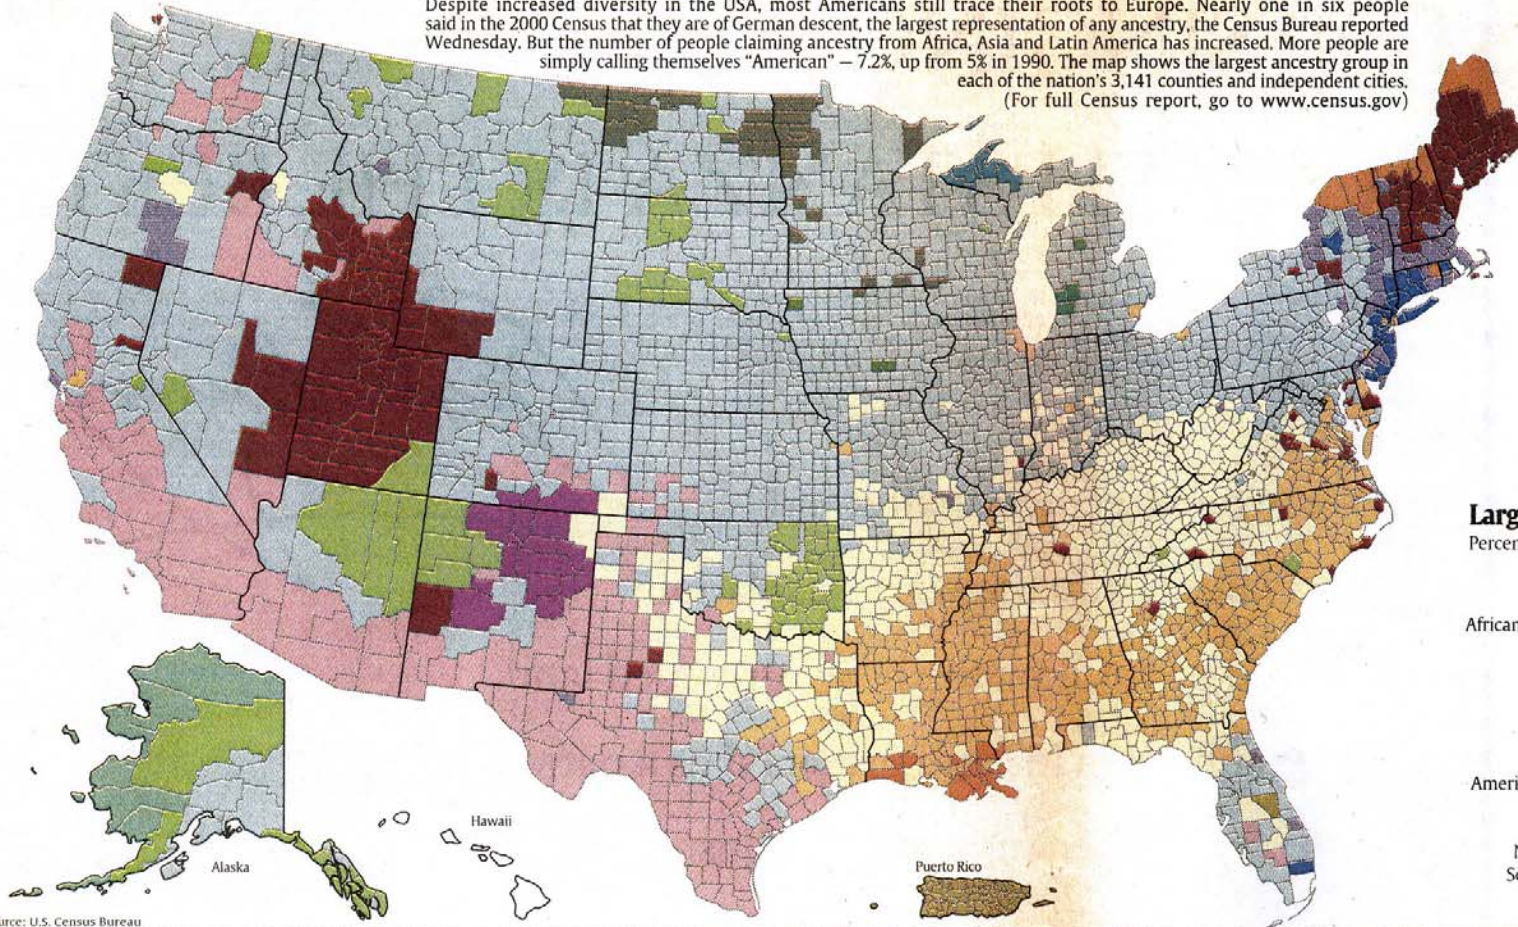 Despite increased diversity in the USA, most Americans still trace their roots to Europe. Nearly one in six people
said in the 2000 Census that they are of German descent, the largest representation of any ancestry, the Census Bureau reported
Wednesday. But the number of people claiming ancestry from Africa, Asia and Latin America has increased. More people are
simply calling themselves “American” — 7.2%, up from 5% in 1990. The map shows the largest ancestry group in
each of the nation's 3,141 counties and independent cities.
(For full Census report, go to www.census.gov)
Larg
Percen
African
Ameri
N
So
Hawaii
Alaska
Puerto Rico
urce: U.S. Census Bureau